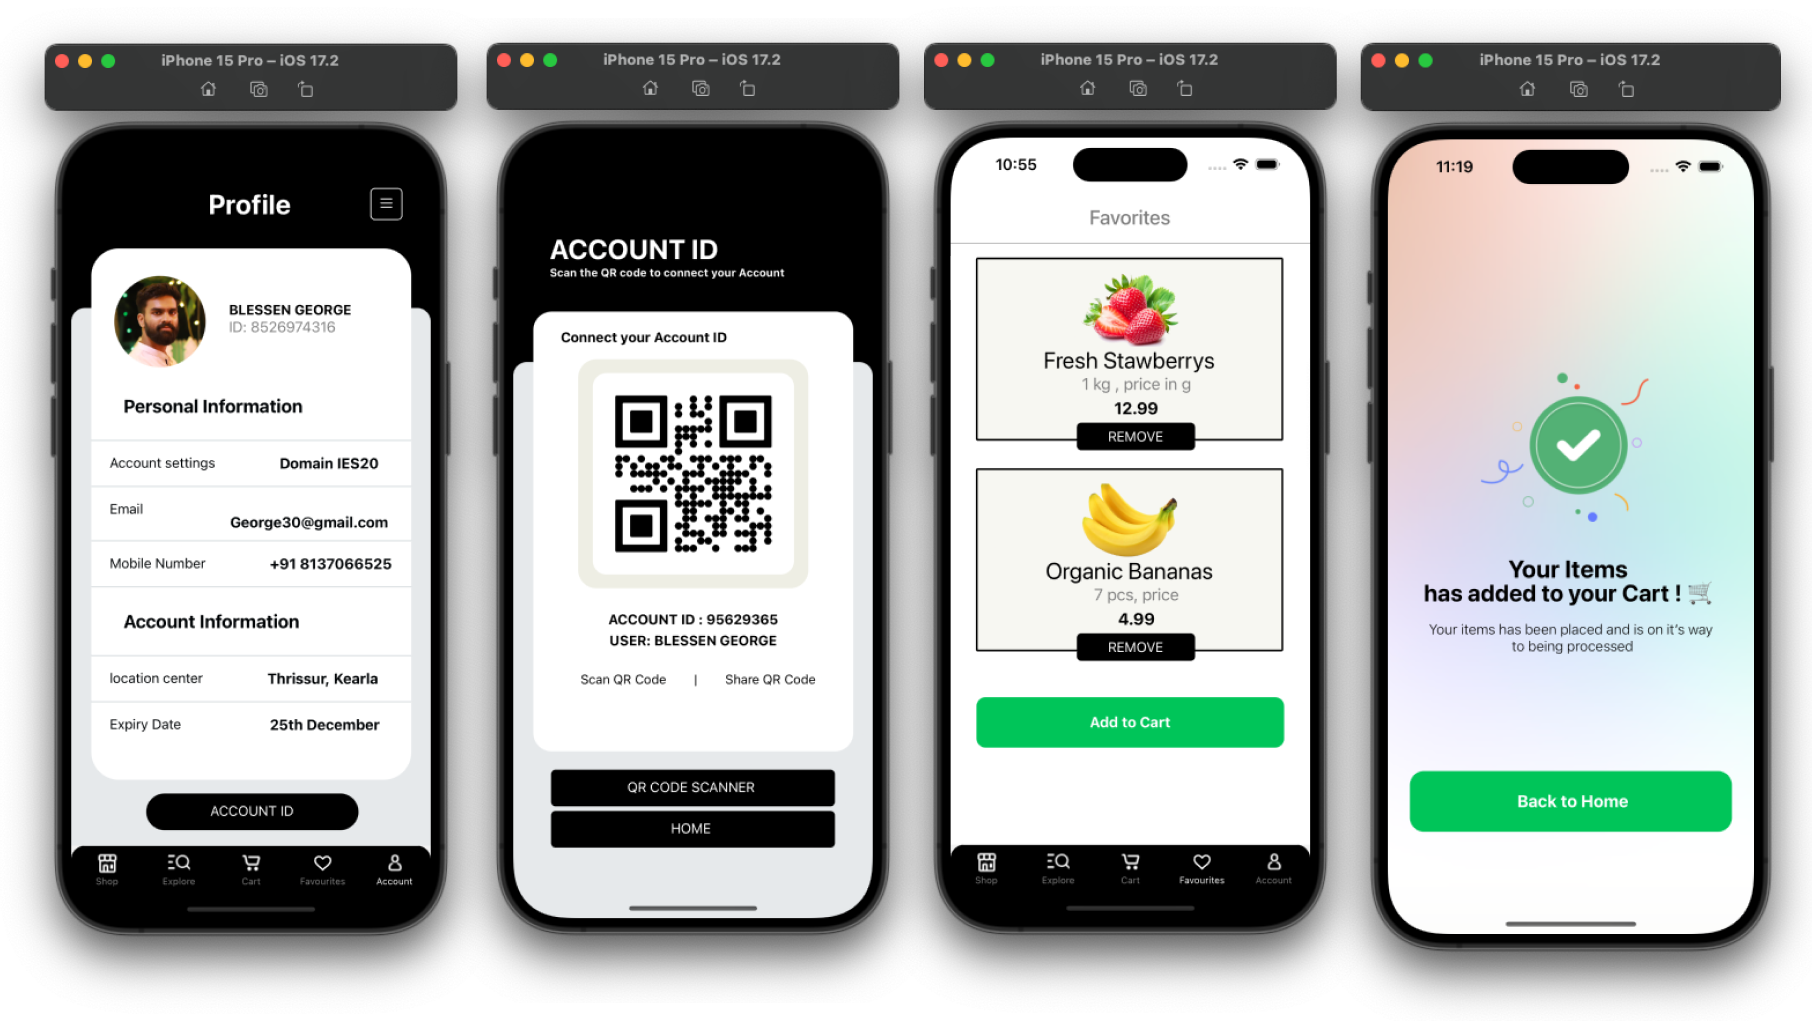 iPhone 15 Pro – iOS 17.2
Profile
BLESSEN GEORGE
ID: 8526974316
Personal Information
Account settings Domain IES20
Email
George30@gmail.com
Mobile Number +91 8137066525
Account Information
location center Thrissur, Kearla
Expiry Date 25th December
ACCOUNT ID
Shop Explore Cart Favourites Account
iPhone 15 Pro – iOS 17.2
ACCOUNT ID
Scan the QR code to connect your Account
Connect your Account ID
ACCOUNT ID : 95629365
USER: BLESSEN GEORGE
Scan QR Code | Share QR Code
QR CODE SCANNER
HOME
iPhone 15 Pro – iOS 17.2
10:55
Favorites
Fresh Stawberrys
1 kg , price in g
12.99
REMOVE
Organic Bananas
7 pcs, price
4.99
REMOVE
Add to Cart
Shop Explore Cart Favourites Account
iPhone 15 Pro – iOS 17.2
11:19
Your Items
has added to your Cart ! 🛒
Your items has been placed and is on it's way
to being processed
Back to Home